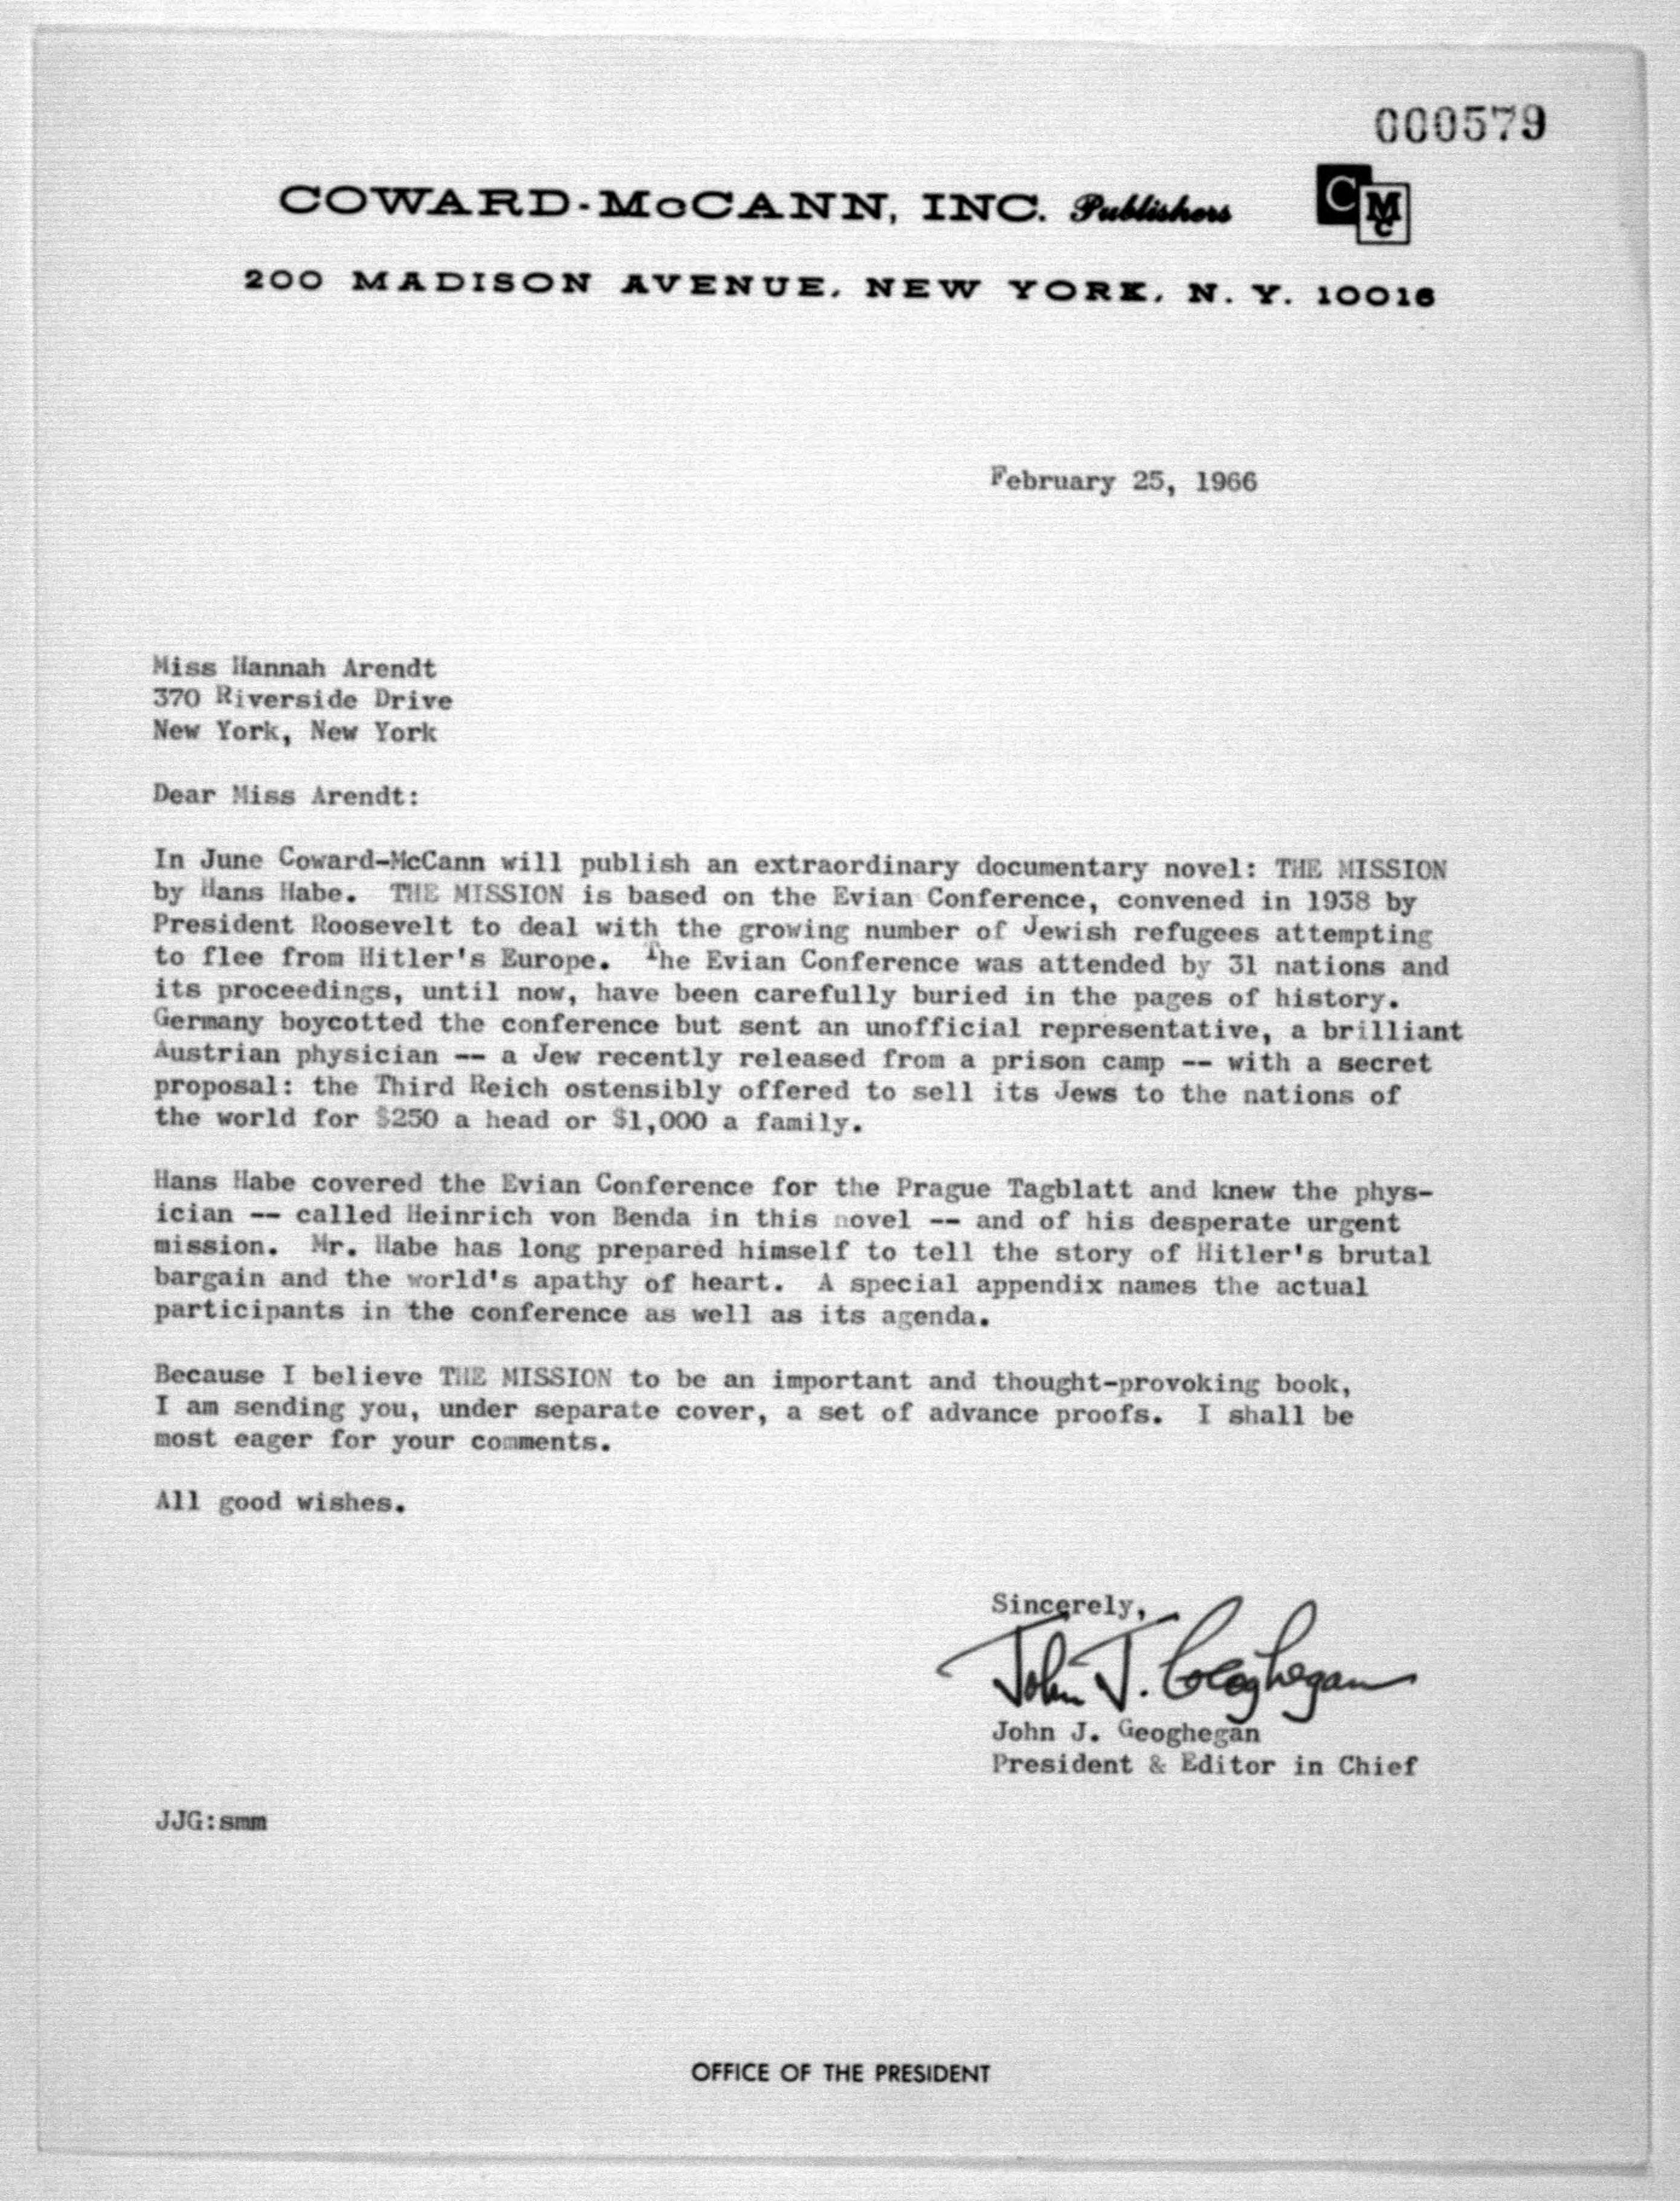 000579
COWARD-McCANN, INC. Publishers
C Mc
200 MADISON AVENUE, NEW YORK, N. Y. 10016
February 25, 1966
Miss Hannah Arendt
370 Riverside Drive
New York, New York
Dear Miss Arendt:
In June Coward-McCann will publish an extraordinary documentary novel: THE MISSION
by Hans Habe. THE MISSION is based on the Evian Conference, convened in 1938 by
President Roosevelt to deal with the growing number of Jewish refugees attempting
to flee from Hitler's Europe. The Evian Conference was attended by 31 nations and
its proceedings, until now, have been carefully buried in the pages of history.
Germany boycotted the conference but sent an unofficial representative, a brilliant
Austrian physician -- a Jew recently released from a prison camp -- with a secret
proposal: the Third Reich ostensibly offered to sell its Jews to the nations of
the world for $250 a head or $1,000 a family.
Hans Habe covered the Evian Conference for the Prague Tagblatt and knew the phys-
ician -- called Heinrich von Benda in this novel -- and of his desperate urgent
mission. Mr. Habe has long prepared himself to tell the story of Hitler's brutal
bargain and the world's apathy of heart. A special appendix names the actual
participants in the conference as well as its agenda.
Because I believe THE MISSION to be an important and thought-provoking book,
I am sending you, under separate cover, a set of advance proofs. I shall be
most eager for your comments.
All good wishes.
Sincerely,
John J. Geoghegan
John J. Geoghegan
President & Editor in Chief
JJG:smm
OFFICE OF THE PRESIDENT